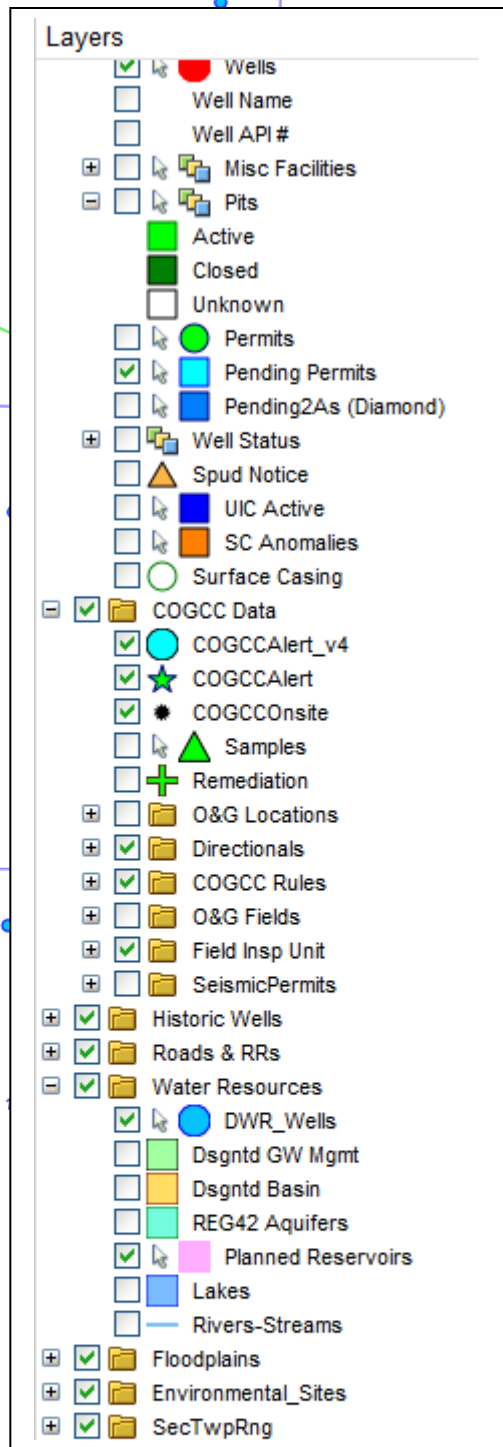 Layers
Wells
Well Name
Well API #
Misc Facilities
Pits
Active
Closed
Unknown
Permits
Pending Permits
Pending2As (Diamond)
Well Status
Spud Notice
UIC Active
SC Anomalies
Surface Casing
COGCC Data
COGCCAlert_v4
COGCCAlert
COGCCOnsite
Samples
Remediation
O&G Locations
Directionals
COGCC Rules
O&G Fields
Field Insp Unit
SeismicPermits
Historic Wells
Roads & RRs
Water Resources
DWR_Wells
Dsgntd GW Mgmt
Dsgntd Basin
REG42 Aquifers
Planned Reservoirs
Lakes
Rivers-Streams
Floodplains
Environmental_Sites
SecTwpRng